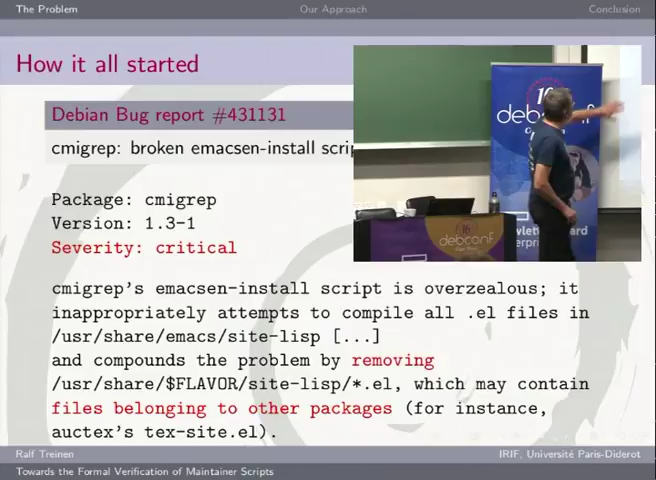 The Problem
Our Approach
Conclusion
How it all started
Debian Bug report #431131
cmigrep: broken emacsen-install scrip
Package: cmigrep
Version: 1.3-1
Severity: critical
cmigrep's emacsen-install script is overzealous; it
inappropriately attempts to compile all .el files in
/usr/share/emacs/site-lisp [...]
and compounds the problem by removing
/usr/share/$FLAVOR/site-lisp/*.el, which may contain
files belonging to other packages (for instance,
auctex's tex-site.el).
16
debconf
16
debconf
Ralf Treinen
IRIF, Université Paris-Diderot
Towards the Formal Verification of Maintainer Scripts